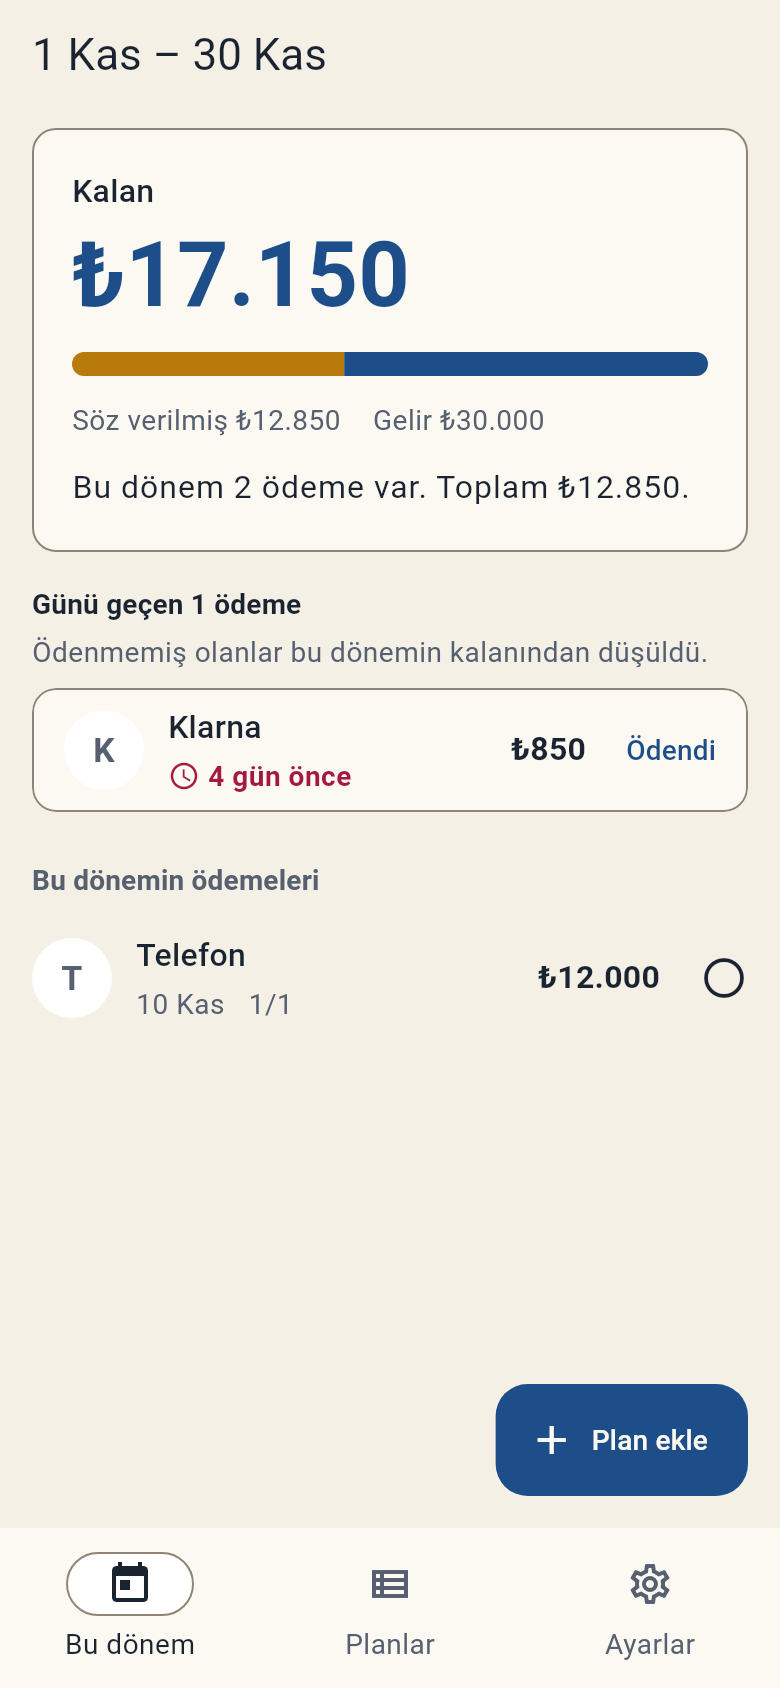 1 Kas – 30 Kas
Kalan
₺17.150
Söz verilmiş ₺12.850 Gelir ₺30.000
Bu dönem 2 ödeme var. Toplam ₺12.850.
Günü geçen 1 ödeme
Ödenmemiş olanlar bu dönemin kalanından düşüldü.
K
Klarna
4 gün önce
₺850
Ödendi
Bu dönemin ödemeleri
T
Telefon
10 Kas 1/1
₺12.000
Plan ekle
Bu dönem
Planlar
Ayarlar